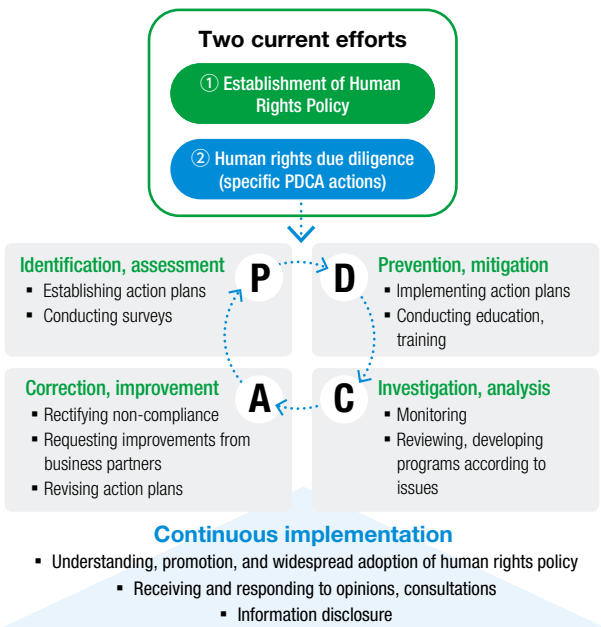 Two current efforts
① Establishment of Human
Rights Policy
② Human rights due diligence
(specific PDCA actions)
Identification, assessment
▪ Establishing action plans
▪ Conducting surveys
P
D
Prevention, mitigation
▪ Implementing action plans
▪ Conducting education,
training
Correction, improvement
▪ Rectifying non-compliance
▪ Requesting improvements from
business partners
▪ Revising action plans
A
C
Investigation, analysis
▪ Monitoring
▪ Reviewing, developing
programs according to
issues
Continuous implementation
▪ Understanding, promotion, and widespread adoption of human rights policy
▪ Receiving and responding to opinions, consultations
▪ Information disclosure